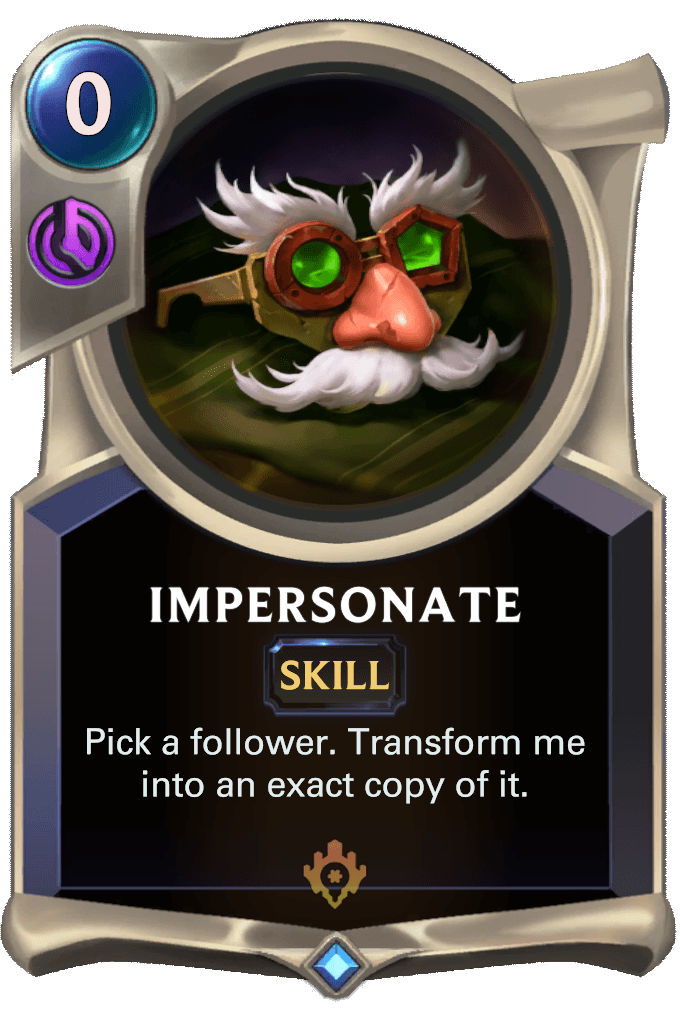 0
IMPERSONATE
SKILL
Pick a follower. Transform me
into an exact copy of it.